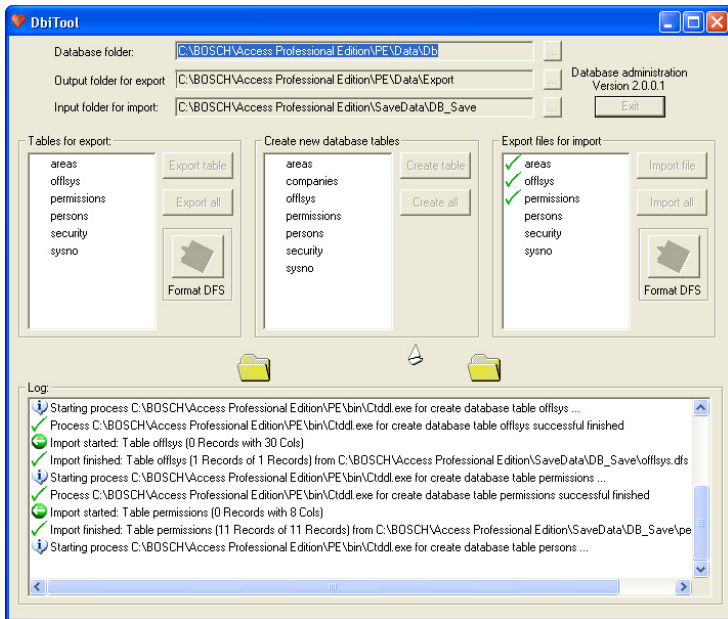 DbiTool
Database folder: C:\BOSCH\Access Professional Edition\PE\Data\Db ...
Output folder for export C:\BOSCH\Access Professional Edition\PE\Data\Export ...
Input folder for import: C:\BOSCH\Access Professional Edition\SaveData\DB_Save ...
Database administration
Version 2.0.0.1
Exit
Tables for export:
areas
offlsys
permissions
persons
security
sysno
Export table
Export all
Format DFS
Create new database tables
areas
companies
offlsys
permissions
persons
security
sysno
Create table
Create all
Export files for import
areas
offlsys
permissions
persons
security
sysno
Import file
Import all
Format DFS
Log:
Starting process C:\BOSCH\Access Professional Edition\PE\bin\Ctddl.exe for create database table offlsys ...
Process C:\BOSCH\Access Professional Edition\PE\bin\Ctddl.exe for create database table offlsys successful finished
Import started: Table offlsys (0 Records with 30 Cols)
Import finished: Table offlsys (1 Records of 1 Records) from C:\BOSCH\Access Professional Edition\SaveData\DB_Save\offlsys.dfs
Starting process C:\BOSCH\Access Professional Edition\PE\bin\Ctddl.exe for create database table permissions ...
Process C:\BOSCH\Access Professional Edition\PE\bin\Ctddl.exe for create database table permissions successful finished
Import started: Table permissions (0 Records with 8 Cols)
Import finished: Table permissions (11 Records of 11 Records) from C:\BOSCH\Access Professional Edition\SaveData\DB_Save\pe
Starting process C:\BOSCH\Access Professional Edition\PE\bin\Ctddl.exe for create database table persons ...